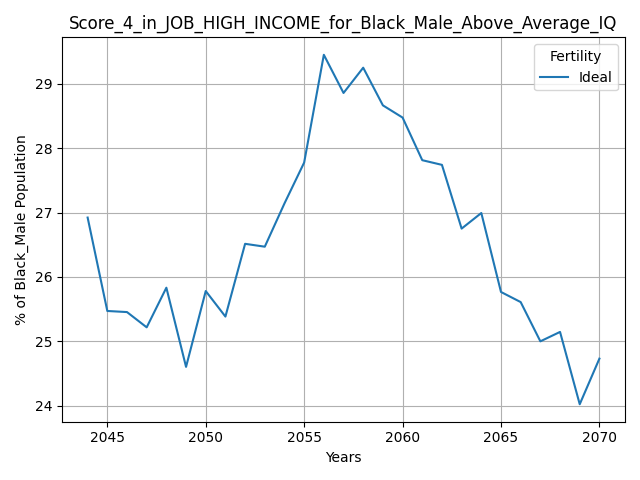 Score_4_in_JOB_HIGH_INCOME_for_Black_Male_Above_Average_IQ
Fertility
Ideal
% of Black_Male Population
29
28
27
26
25
24
2045
2050
2055
2060
2065
2070
Years